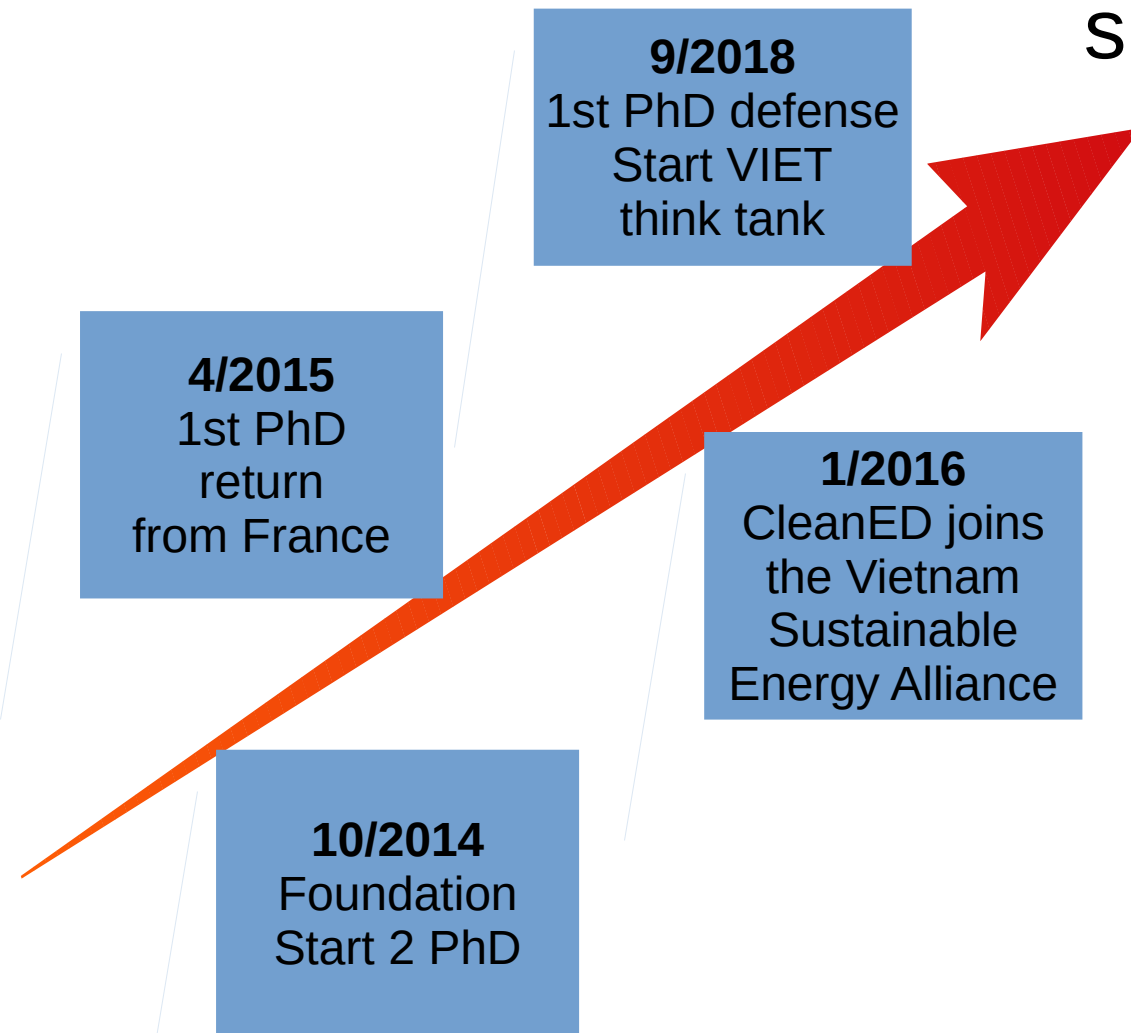 s
9/2018
1st PhD defense
Start VIET
think tank
4/2015
1st PhD
return
from France
1/2016
CleanED joins
the Vietnam
Sustainable
Energy Alliance
10/2014
Foundation
Start 2 PhD